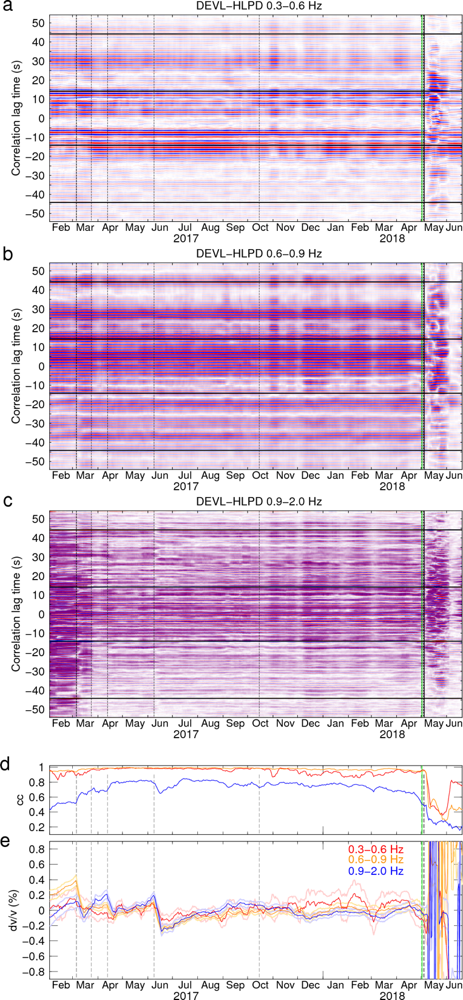 a
DEVL−HLPD 0.3−0.6 Hz
Correlation lag time (s)
50
40
30
20
10
0
−10
−20
−30
−40
−50
Feb Mar Apr May Jun Jul Aug Sep Oct Nov Dec Jan Feb Mar Apr May Jun
2017 2018
b
DEVL−HLPD 0.6−0.9 Hz
Correlation lag time (s)
50
40
30
20
10
0
−10
−20
−30
−40
−50
Feb Mar Apr May Jun Jul Aug Sep Oct Nov Dec Jan Feb Mar Apr May Jun
2017 2018
c
DEVL−HLPD 0.9−2.0 Hz
Correlation lag time (s)
50
40
30
20
10
0
−10
−20
−30
−40
−50
Feb Mar Apr May Jun Jul Aug Sep Oct Nov Dec Jan Feb Mar Apr May Jun
2017 2018
d
cc
1
0.8
0.6
0.4
0.2
e
dv/v (%)
0.8
0.6
0.4
0.2
0
−0.2
−0.4
−0.6
−0.8
0.3−0.6 Hz
0.6−0.9 Hz
0.9−2.0 Hz
Feb Mar Apr May Jun Jul Aug Sep Oct Nov Dec Jan Feb Mar Apr May Jun
2017 2018